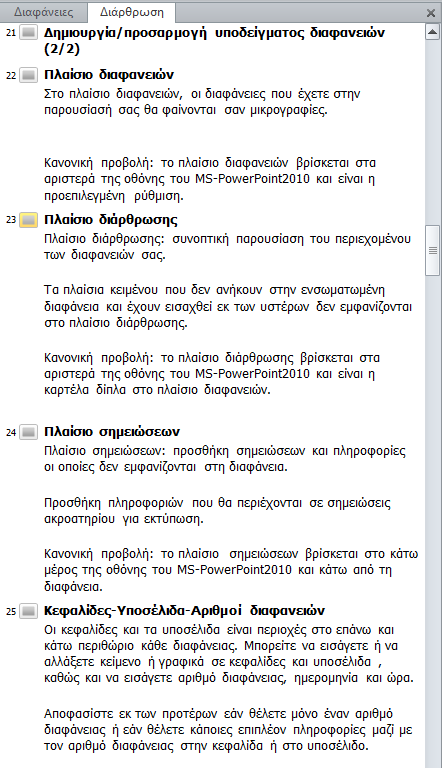 Διαφάνειες Διάρθρωση
21 Δημιουργία/προσαρμογή υποδείγματος διαφανειών
(2/2)
22 Πλαίσιο διαφανειών
Στο πλαίσιο διαφανειών, οι διαφάνειες που έχετε στην
παρουσίασή σας θα φαίνονται σαν μικρογραφίες.
Κανονική προβολή: το πλαίσιο διαφανειών βρίσκεται στα
αριστερά της οθόνης του MS-PowerPoint2010 και είναι η
προεπιλεγμένη ρύθμιση.
23 Πλαίσιο διάρθρωσης
Πλαίσιο διάρθρωσης: συνοπτική παρουσίαση του περιεχομένου
των διαφανειών σας.
Τα πλαίσια κειμένου που δεν ανήκουν στην ενσωματωμένη
διαφάνεια και έχουν εισαχθεί εκ των υστέρων δεν εμφανίζονται
στο πλαίσιο διάρθρωσης.
Κανονική προβολή: το πλαίσιο διάρθρωσης βρίσκεται στα
αριστερά της οθόνης του MS-PowerPoint2010 και είναι η
καρτέλα δίπλα στο πλαίσιο διαφανειών.
24 Πλαίσιο σημειώσεων
Πλαίσιο σημειώσεων: προσθήκη σημειώσεων και πληροφορίες
οι οποίες δεν εμφανίζονται στη διαφάνεια.
Προσθήκη πληροφοριών που θα περιέχονται σε σημειώσεις
ακροατηρίου για εκτύπωση.
Κανονική προβολή: το πλαίσιο σημειώσεων βρίσκεται στο κάτω
μέρος της οθόνης του MS-PowerPoint2010 και κάτω από τη
διαφάνεια.
25 Κεφαλίδες-Υποσέλιδα-Αριθμοί διαφανειών
Οι κεφαλίδες και τα υποσέλιδα είναι περιοχές στο επάνω και
κάτω περιθώριο κάθε διαφάνειας. Μπορείτε να εισάγετε ή να
αλλάξετε κείμενο ή γραφικά σε κεφαλίδες και υποσέλιδα ,
καθώς και να εισάγετε αριθμό διαφάνειας, ημερομηνία και ώρα.
Αποφασίστε εκ των προτέρων εάν θέλετε μόνο έναν αριθμό
διαφάνειας ή εάν θέλετε κάποιες επιπλέον πληροφορίες μαζί με
τον αριθμό διαφάνειας στην κεφαλίδα ή στο υποσέλιδο.